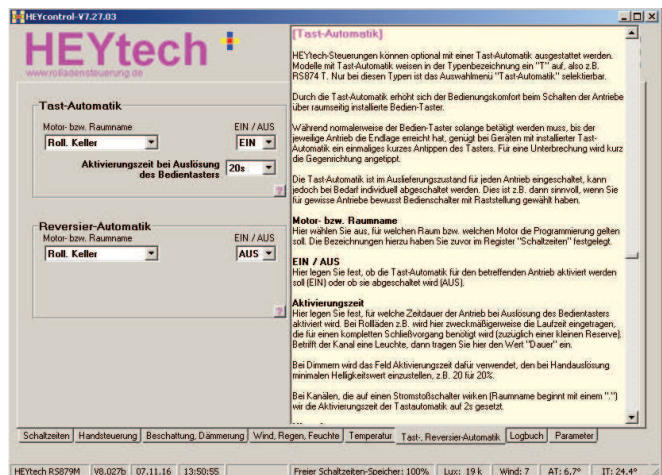 HEYcontrol-V7.27.03
HEYtech
www.rolladensteuerung.de
Tast-Automatik
Motor- bzw. Raumname
EIN / AUS
Roll. Keller
EIN
Aktivierungszeit bei Auslösung
des Bedientasters
20s
?
Reversier-Automatik
Motor- bzw. Raumname
EIN / AUS
Roll. Keller
AUS
?
[Tast-Automatik]
HEYtech-Steuerungen können optional mit einer Tast-Automatik ausgestattet werden.
Modelle mit Tast-Automatik weisen in der Typenbezeichnung ein "T" auf, also z.B.
RS874 T. Nur bei diesen Typen ist das Auswahlmenü "Tast-Automatik" selektierbar.
Durch die Tast-Automatik erhöht sich der Bedienungskomfort beim Schalten der Antriebe
über raumseitig installierte Bedien-Taster.
Während normalerweise der Bedien-Taster solange betätigt werden muss, bis der
jeweilige Antrieb die Endlage erreicht hat, genügt bei Geräten mit installierter Tast-
Automatik ein einmaliges kurzes Antippen des Tasters. Für eine Unterbrechung wird kurz
die Gegenrichtung angetippt.
Die Tast-Automatik ist im Auslieferungszustand für jeden Antrieb eingeschaltet, kann
jedoch bei Bedarf individuell abgeschaltet werden. Dies ist z.B. dann sinnvoll, wenn Sie
für gewisse Antriebe bewusst Bedienschalter mit Raststellung gewählt haben.
Motor- bzw. Raumname
Hier wählen Sie aus, für welchen Raum bzw. welchen Motor die Programmierung gelten
soll. Die Bezeichnungen hierzu haben Sie zuvor im Register "Schaltzeiten" festgelegt.
EIN / AUS
Hier legen Sie fest, ob die Tast-Automatik für den betreffenden Antrieb aktiviert werden
soll (EIN) oder ob sie abgeschaltet wird (AUS).
Aktivierungszeit
Hier legen Sie fest, für welche Zeitdauer der Antrieb bei Auslösung des Bedientasters
aktiviert wird. Bei Rolläden z.B. wird hier zweckmäßigerweise die Laufzeit eingetragen,
die für einen kompletten Schließvorgang benötigt wird (zuzüglich einer kleinen Reserve).
Betrifft der Kanal eine Leuchte, dann tragen Sie hier den Wert "Dauer" ein.
Bei Dimmern wird das Feld Aktivierungszeit dafür verwendet, den bei Handauslösung
minimalen Helligkeitswert einzustellen, z.B. 20 für 20%.
Bei Kanälen, die auf einen Stromstoßschalter wirken (Raumname beginnt mit einem ".")
wir die Aktivierungszeit der Tastautomatik auf 2s gesetzt.
Schaltzeiten
Handsteuerung
Beschattung, Dämmerung
Wind, Regen, Feuchte
Temperatur
Tast-, Reversier-Automatik
Logbuch
Parameter
HEYtech RS879M
V8.027b
07.11.16
13:50:55
Freier Schaltzeiten-Speicher: 100%
Lux: 19 k
Wind: 7
AT: 6,7°
IT: 24.4°